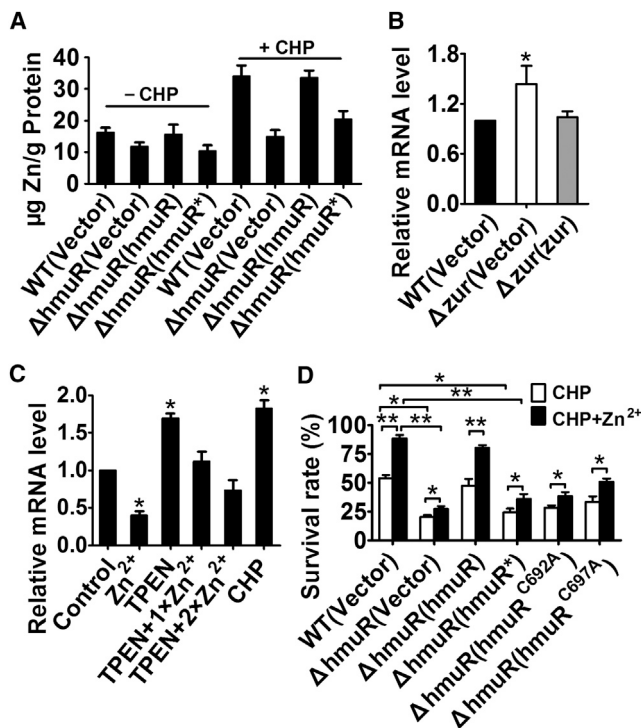 A
+ CHP
– CHP
µg Zn/g Protein
40
30
20
10
0
WT(Vector)
ΔhmuR(Vector)
ΔhmuR(hmuR)
ΔhmuR(hmuR*)
WT(Vector)
ΔhmuR(Vector)
ΔhmuR(hmuR)
ΔhmuR(hmuR*)
B
*
Relative mRNA level
1.8
1.2
0.6
0.0
WT(Vector)
Δzur(Vector)
Δzur(zur)
C
Relative mRNA level
2.0
1.5
1.0
0.5
0.0
*
*
*
Control
Zn2+
TPEN
TPEN+1×Zn2+
TPEN+2×Zn2+
CHP
D
CHP
CHP+Zn2+
Survival rate (%)
100
75
50
25
0
*
**
*
** **
*
**
*
*
*
WT(Vector)
ΔhmuR(Vector)
ΔhmuR(hmuR)
ΔhmuR(hmuR*)
ΔhmuR(hmuR C692A)
ΔhmuR(hmuR C697A)